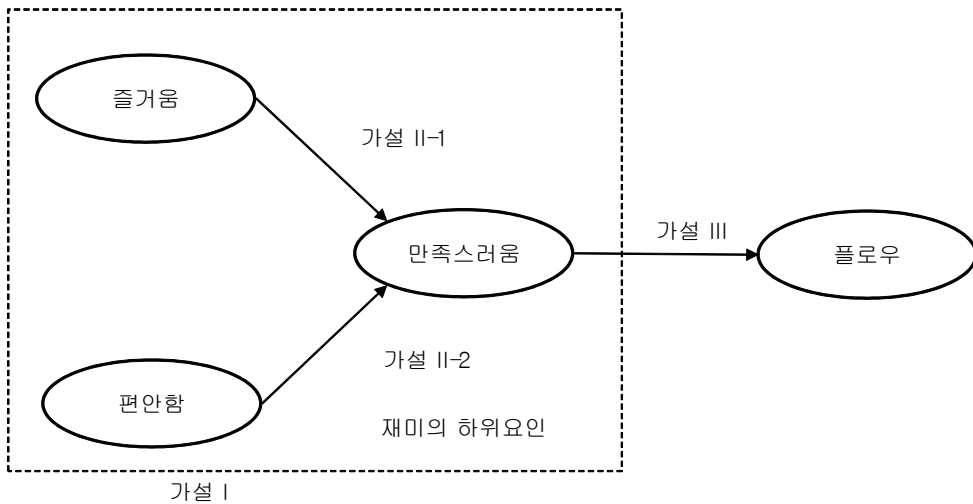 즐거움
가설 II-1
만족스러움
가설 III
플로우
가설 II-2
편안함
재미의 하위요인
가설 I